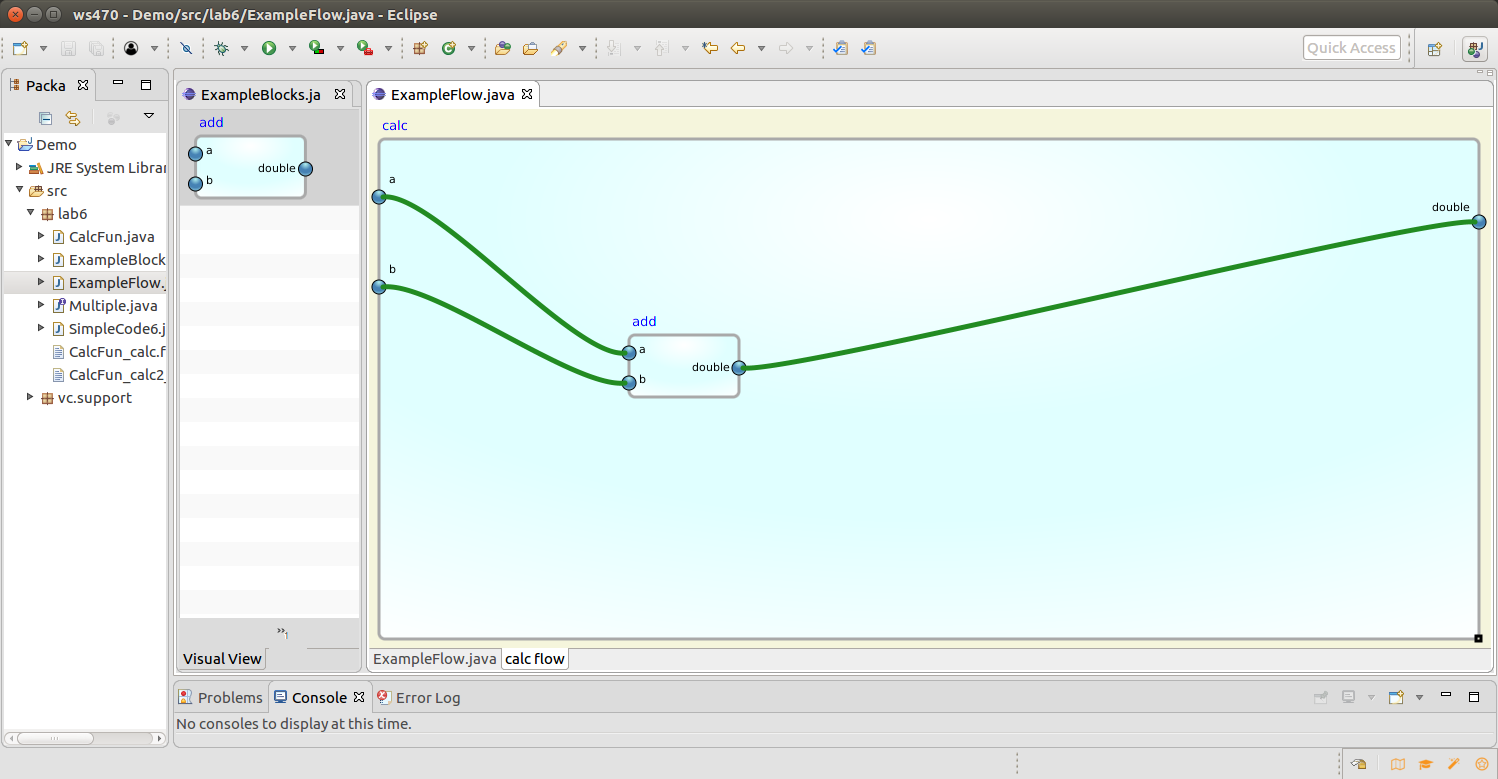 ws470 - Demo/src/lab6/ExampleFlow.java - Eclipse
Quick Access
Packa
ExampleBlocks.ja
ExampleFlow.java
Demo
JRE System Librar
src
lab6
CalcFun.java
ExampleBlock
ExampleFlow.
Multiple.java
SimpleCode6.j
CalcFun_calc.f
CalcFun_calc2_
vc.support
add
a
b
double
»1
Visual View
calc
a
b
double
add
a
b
double
ExampleFlow.java calc flow
Problems Console Error Log
No consoles to display at this time.